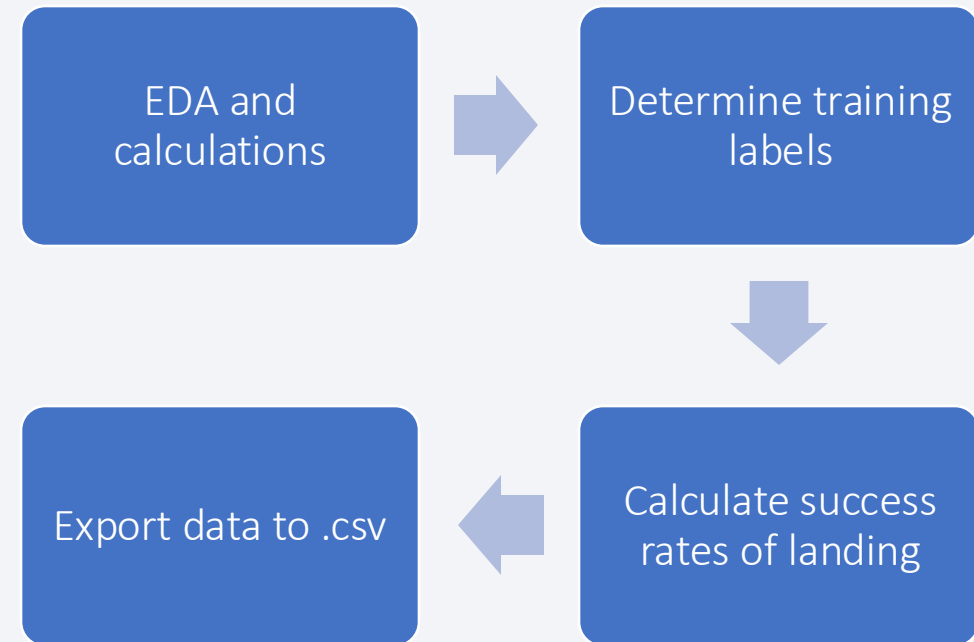 EDA and
calculations
Determine training
labels
Calculate success
rates of landing
Export data to .csv